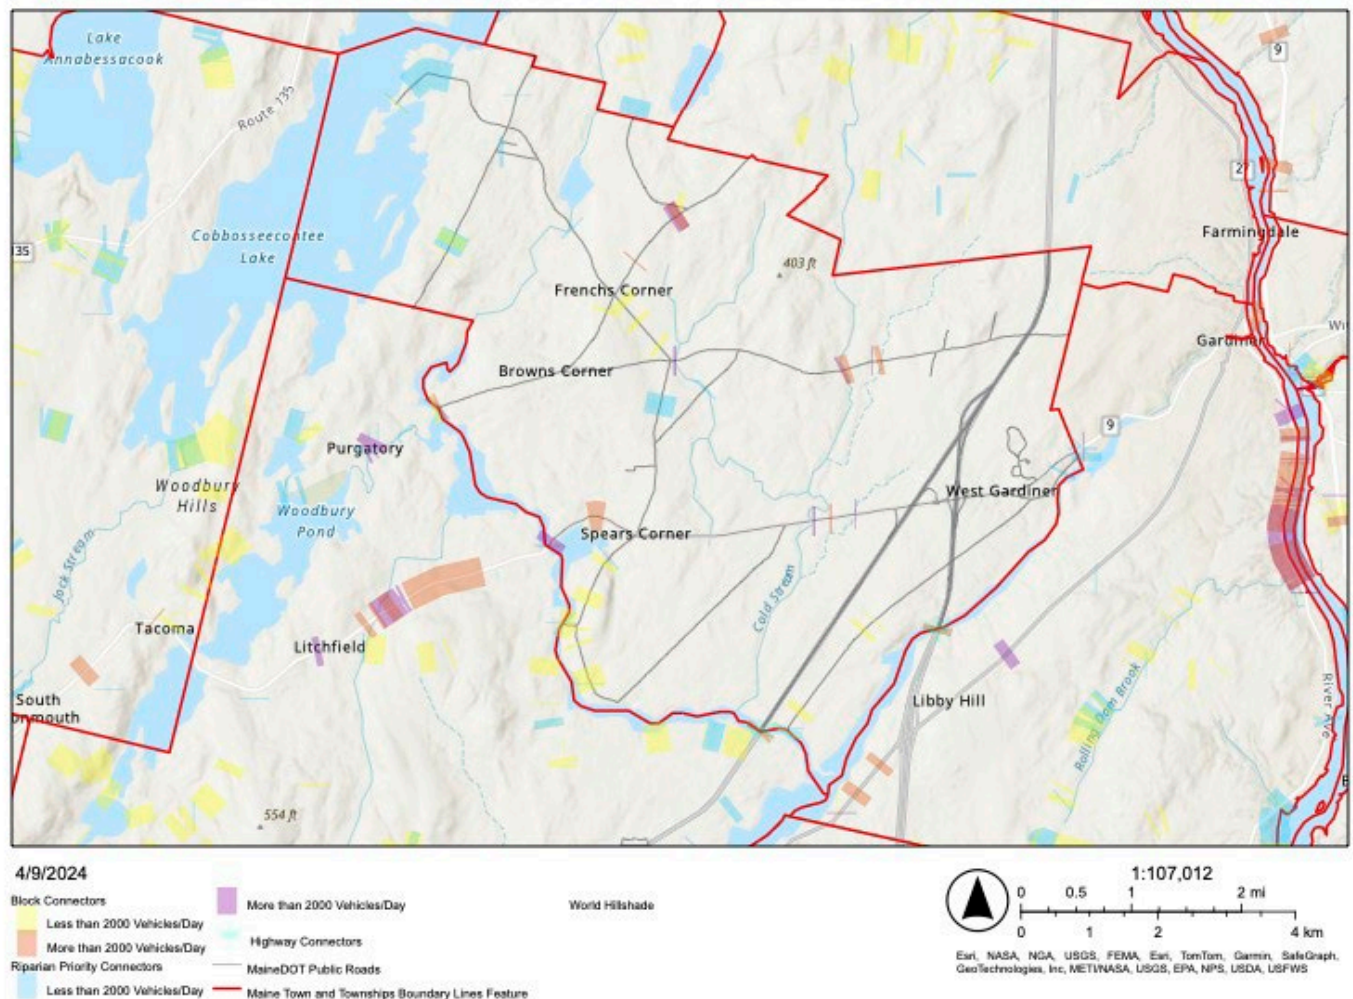 Lake
Annabessacook
Route 135
9
27
Cobbosseecontee
Lake
135
Farmingdale
403 ft
Frenchs Corner
Gardiner
Browns Corner
9
Purgatory
Woodbury
Hills
West Gardiner
Woodbury
Pond
Spears Corner
Jock Stream
Cold Stream
Tacoma
Litchfield
South
onmouth
Libby Hill
Rolling Dam Brook
River Ave
554 ft
4/9/2024
Block Connectors
Less than 2000 Vehicles/Day
More than 2000 Vehicles/Day
Riparian Priority Connectors
Less than 2000 Vehicles/Day
More than 2000 Vehicles/Day
Highway Connectors
MaineDOT Public Roads
Maine Town and Townships Boundary Lines Feature
World Hillshade
1:107,012
0 0.5 1 2 mi
0 1 2 4 km
Esri, NASA, NGA, USGS, FEMA, Esri, TomTom, Garmin, SafeGraph,
GeoTechnologies, Inc, METI/NASA, USGS, EPA, NPS, USDA, USFWS